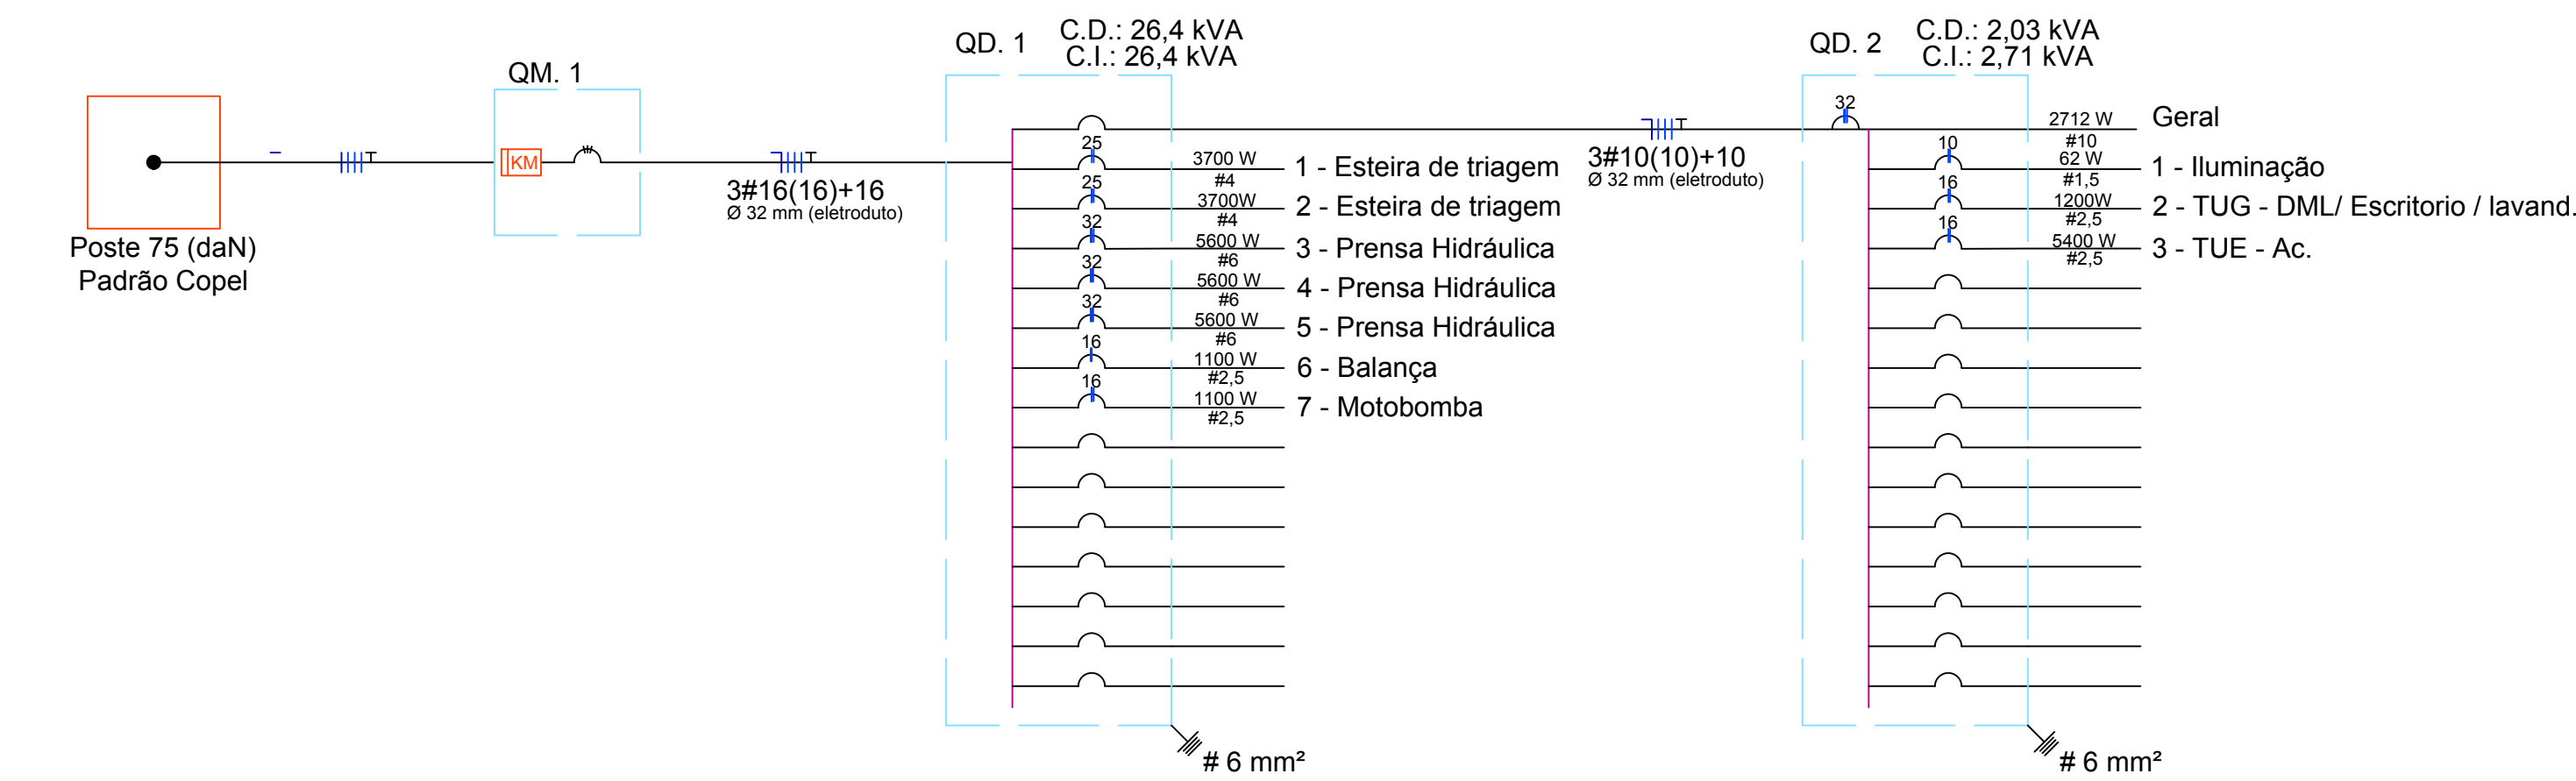 Poste 75 (daN)
Padrão Copel
QM. 1
KM
3#16(16)+16
Ø 32 mm (eletroduto)
QD. 1
C.D.: 26,4 kVA
C.I.: 26,4 kVA
25
3700 W
#4
1 - Esteira de triagem
25
3700W
#4
2 - Esteira de triagem
32
5600 W
#6
3 - Prensa Hidráulica
32
5600 W
#6
4 - Prensa Hidráulica
32
5600 W
#6
5 - Prensa Hidráulica
16
1100 W
#2,5
6 - Balança
16
1100 W
#2,5
7 - Motobomba
# 6 mm²
3#10(10)+10
Ø 32 mm (eletroduto)
QD. 2
C.D.: 2,03 kVA
C.I.: 2,71 kVA
32
2712 W
#10
Geral
10
62 W
#1,5
1 - Iluminação
16
1200W
#2,5
2 - TUG - DML/ Escritorio / lavand.
16
5400 W
#2,5
3 - TUE - Ac.
# 6 mm²